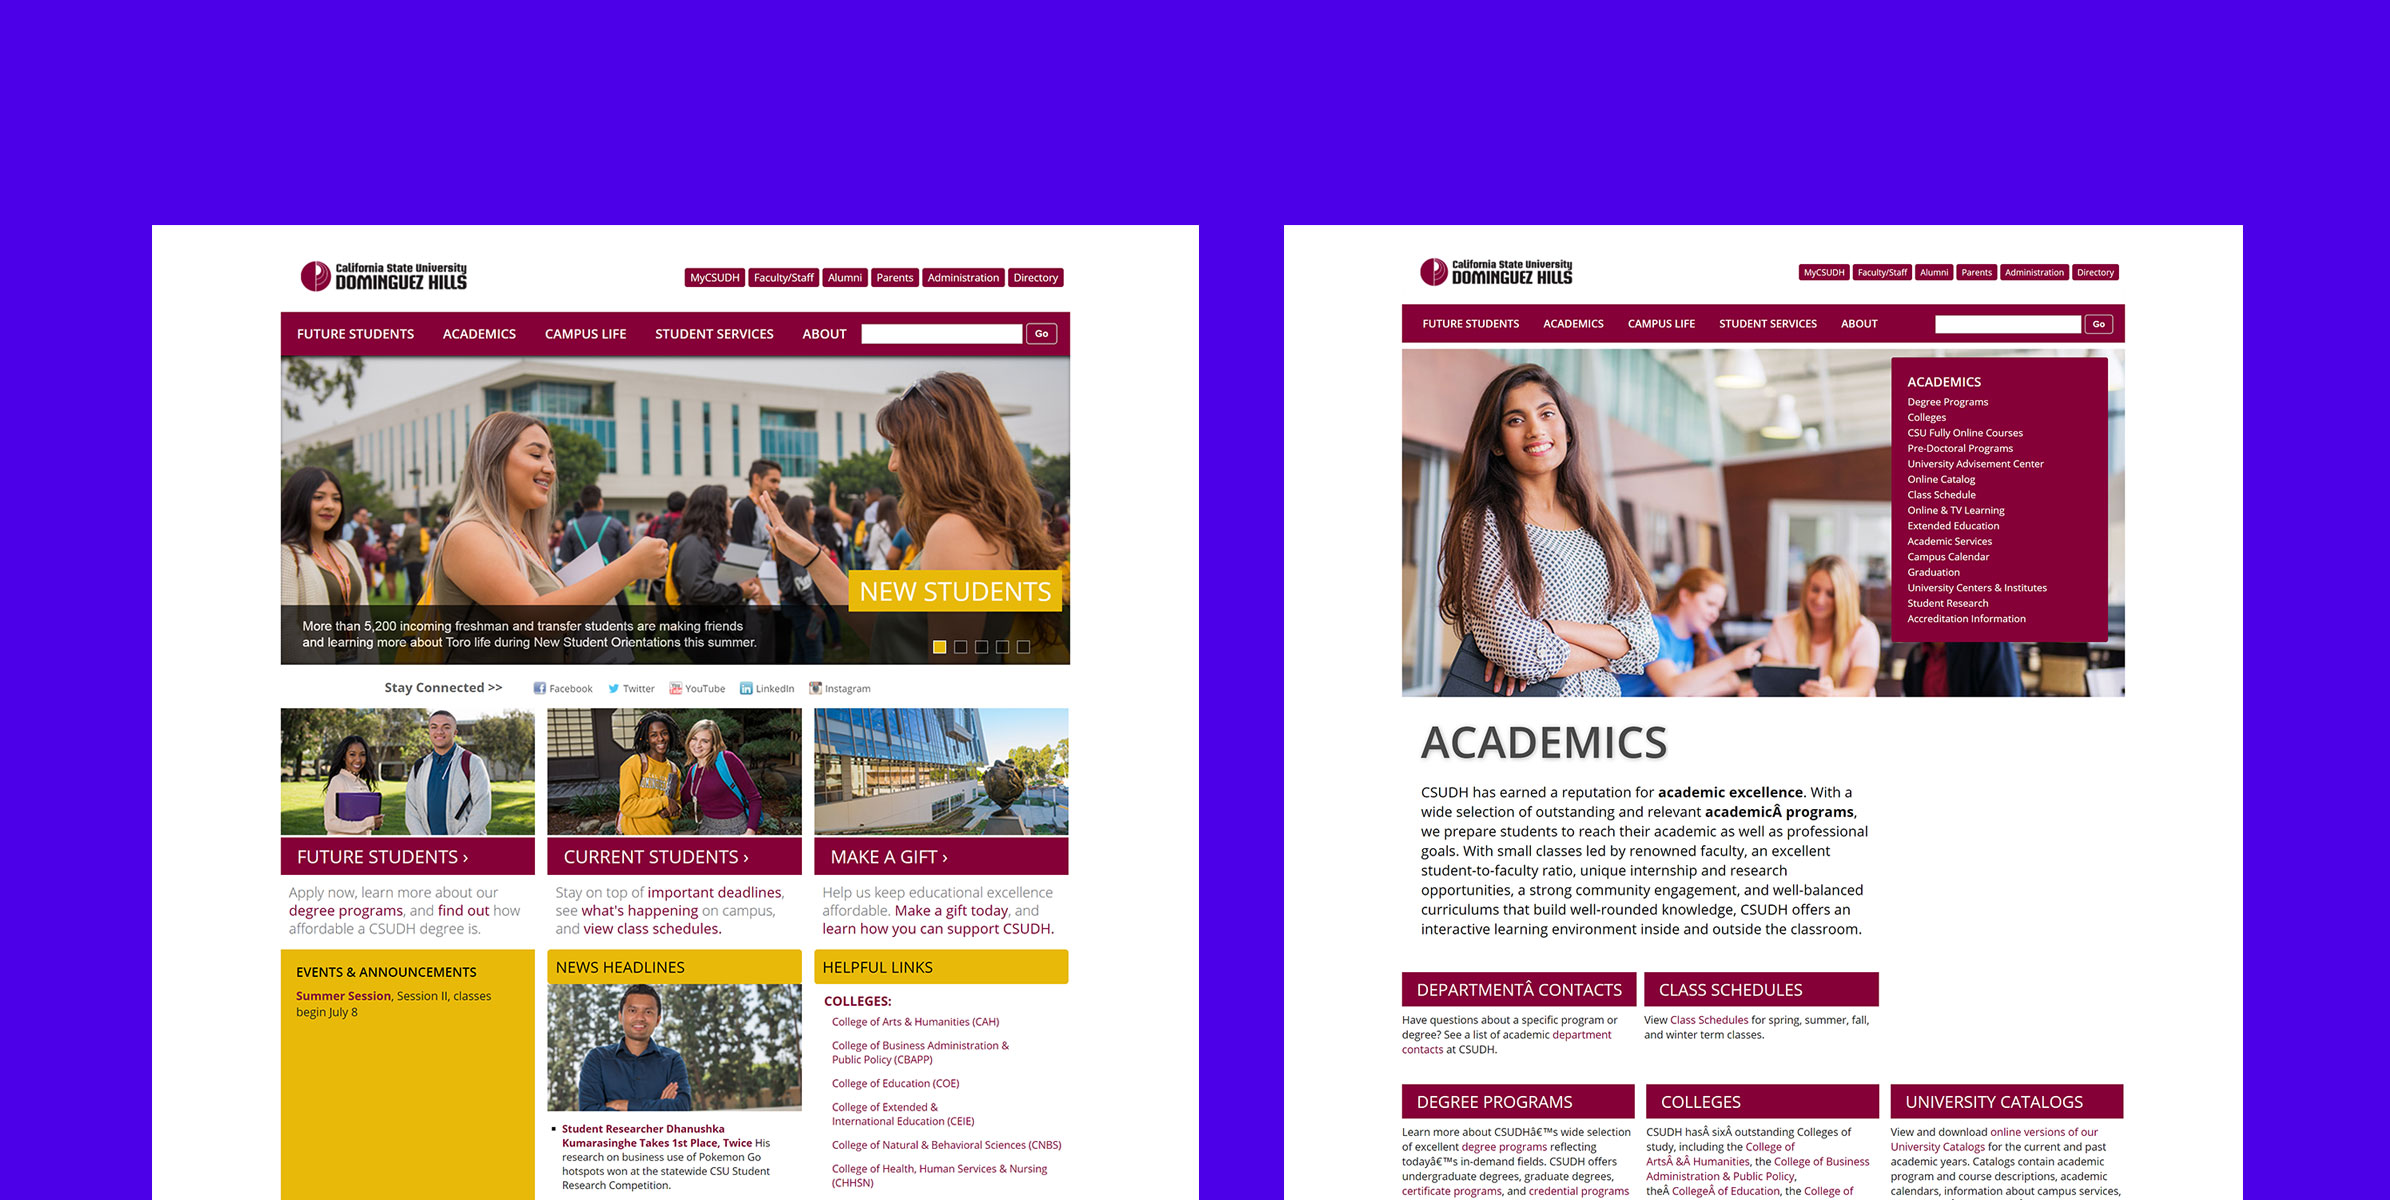 California State University
DOMINGUEZ HILLS
MyCSUDH Faculty/Staff Alumni Parents Administration Directory
FUTURE STUDENTS ACADEMICS CAMPUS LIFE STUDENT SERVICES ABOUT Go
NEW STUDENTS
More than 5,200 incoming freshman and transfer students are making friends
and learning more about Toro life during New Student Orientations this summer.
Stay Connected >> Facebook Twitter YouTube LinkedIn Instagram
FUTURE STUDENTS ›
Apply now, learn more about our
degree programs, and find out how
affordable a CSUDH degree is.
CURRENT STUDENTS ›
Stay on top of important deadlines,
see what's happening on campus,
and view class schedules.
MAKE A GIFT ›
Help us keep educational excellence
affordable. Make a gift today, and
learn how you can support CSUDH.
EVENTS & ANNOUNCEMENTS
Summer Session, Session II, classes
begin July 8
NEWS HEADLINES
Student Researcher Dhanushka
Kumarasinghe Takes 1st Place, Twice His
research on business use of Pokemon Go
hotspots won at the statewide CSU Student
Research Competition.
HELPFUL LINKS
COLLEGES:
College of Arts & Humanities (CAH)
College of Business Administration &
Public Policy (CBAPP)
College of Education (COE)
College of Extended &
International Education (CEIE)
College of Natural & Behavioral Sciences (CNBS)
College of Health, Human Services & Nursing
(CHHSN)
California State University
DOMINGUEZ HILLS
MyCSUDH Faculty/Staff Alumni Parents Administration Directory
FUTURE STUDENTS ACADEMICS CAMPUS LIFE STUDENT SERVICES ABOUT Go
ACADEMICS
Degree Programs
Colleges
CSU Fully Online Courses
Pre-Doctoral Programs
University Advisement Center
Online Catalog
Class Schedule
Online & TV Learning
Extended Education
Academic Services
Campus Calendar
Graduation
University Centers & Institutes
Student Research
Accreditation Information
ACADEMICS
CSUDH has earned a reputation for academic excellence. With a
wide selection of outstanding and relevant academicÂ programs,
we prepare students to reach their academic as well as professional
goals. With small classes led by renowned faculty, an excellent
student-to-faculty ratio, unique internship and research
opportunities, a strong community engagement, and well-balanced
curriculums that build well-rounded knowledge, CSUDH offers an
interactive learning environment inside and outside the classroom.
DEPARTMENTÂ CONTACTS
Have questions about a specific program or
degree? See a list of academic department
contacts at CSUDH.
CLASS SCHEDULES
View Class Schedules for spring, summer, fall,
and winter term classes.
DEGREE PROGRAMS
Learn more about CSUDHâ€™s wide selection
of excellent degree programs reflecting
todayâ€™s in-demand fields. CSUDH offers
undergraduate degrees, graduate degrees,
certificate programs, and credential programs
COLLEGES
CSUDH hasÂ sixÂ outstanding Colleges of
study, including the College of
ArtsÂ &Â Humanities, the College of Business
Administration & Public Policy,
theÂ CollegeÂ of Education, the College of
UNIVERSITY CATALOGS
View and download online versions of our
University Catalogs for the current and past
academic years. Catalogs contain academic
program and course descriptions, academic
calendars, information about campus services,